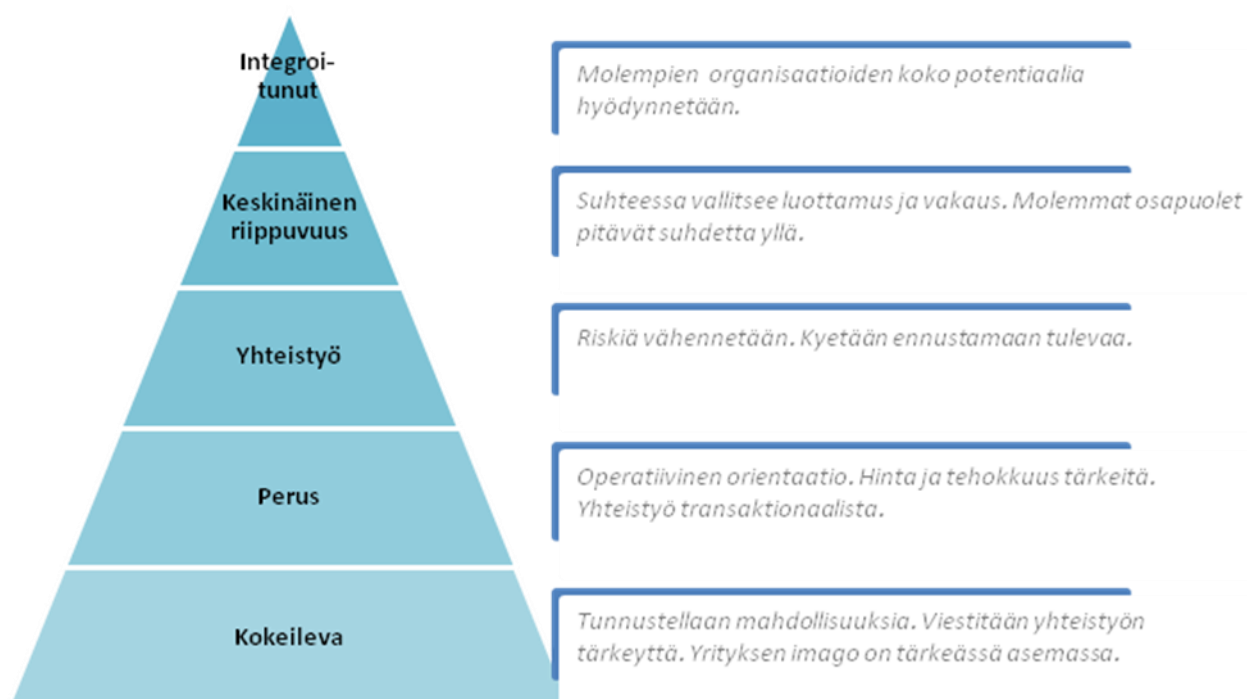 Integroi-
tunut
Molempien organisaatioiden koko potentiaalia
hyödynnetään.
Keskinäinen
riippuvuus
Suhteessa vallitsee luottamus ja vakaus. Molemmat osapuolet
pitävät suhdetta yllä.
Yhteistyö
Riskiä vähennetään. Kyetään ennustamaan tulevaa.
Perus
Operatiivinen orientaatio. Hinta ja tehokkuus tärkeitä.
Yhteistyö transaktionaalista.
Kokeileva
Tunnustellaan mahdollisuuksia. Viestitään yhteistyön
tärkeyttä. Yrityksen imago on tärkeässä asemassa.